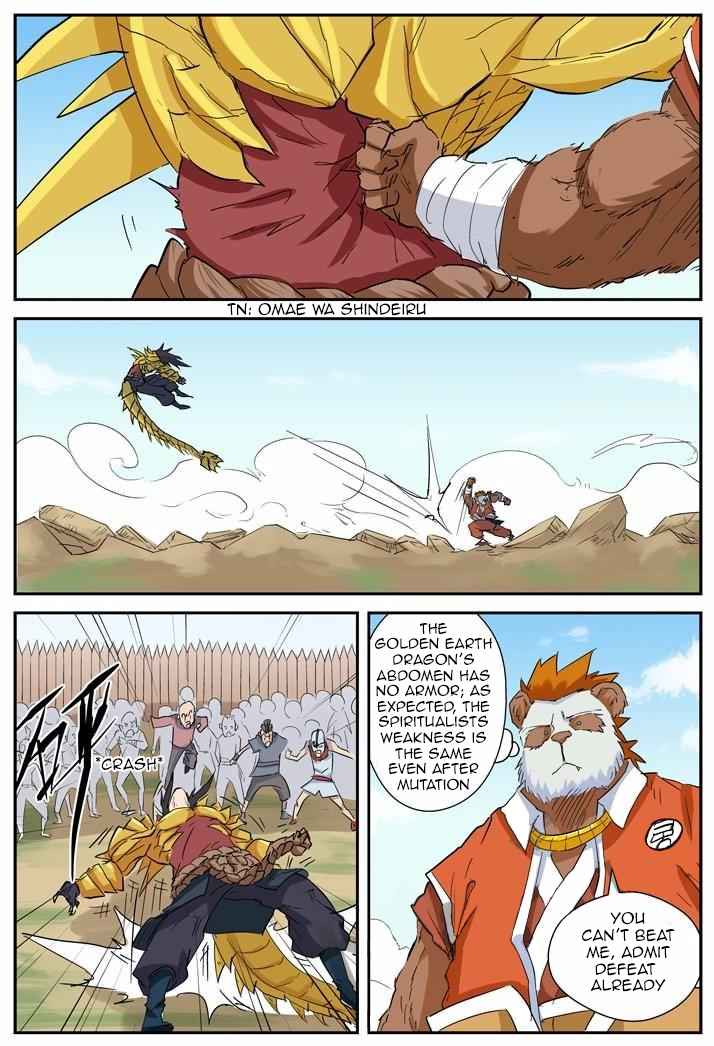 TN: OMAE WA SHINDEIRU
*CRASH*
THE
GOLDEN EARTH
DRAGON'S
ABDOMEN HAS
NO ARMOR; AS
EXPECTED, THE
SPIRITUALISTS
WEAKNESS IS
THE SAME
EVEN AFTER
MUTATION
YOU
CAN'T BEAT
ME, ADMIT
DEFEAT
ALREADY